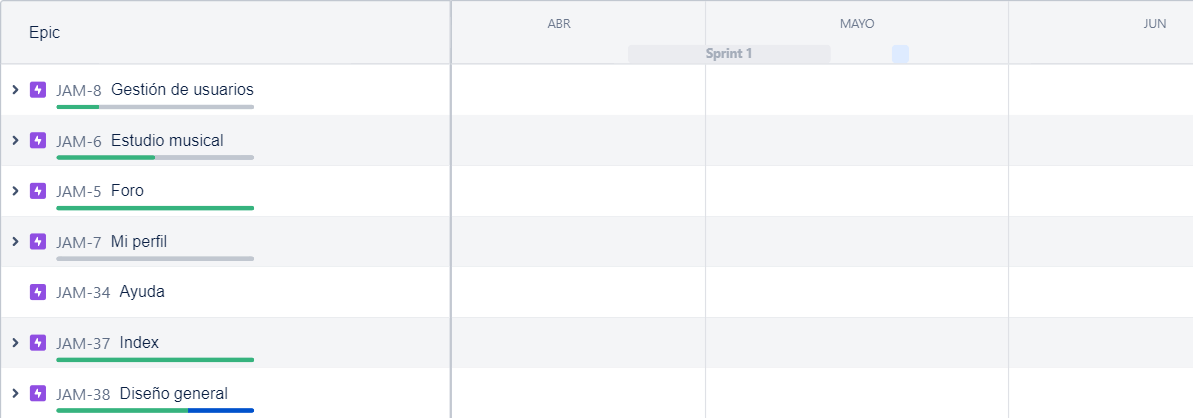 Epic
ABR
MAYO
JUN
Sprint 1
JAM-8 Gestión de usuarios
JAM-6 Estudio musical
JAM-5 Foro
JAM-7 Mi perfil
JAM-34 Ayuda
JAM-37 Index
JAM-38 Diseño general